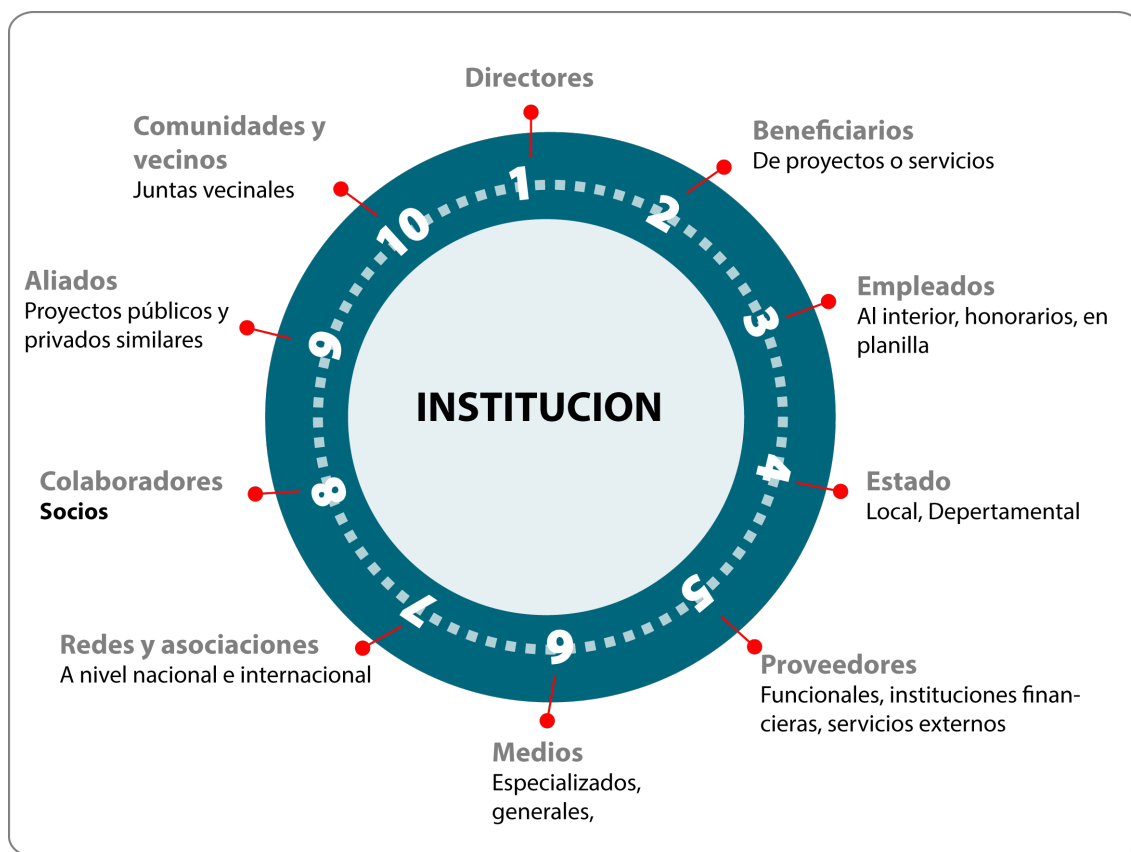 Directores
1
Beneficiarios
De proyectos o servicios
2
Empleados
Al interior, honorarios, en
planilla
3
Estado
Local, Depertamental
4
Proveedores
Funcionales, instituciones finan-
cieras, servicios externos
5
Medios
Especializados,
generales,
6
Redes y asociaciones
A nivel nacional e internacional
7
Colaboradores
Socios
8
Aliados
Proyectos públicos y
privados similares
9
Comunidades y
vecinos
Juntas vecinales
10
INSTITUCION